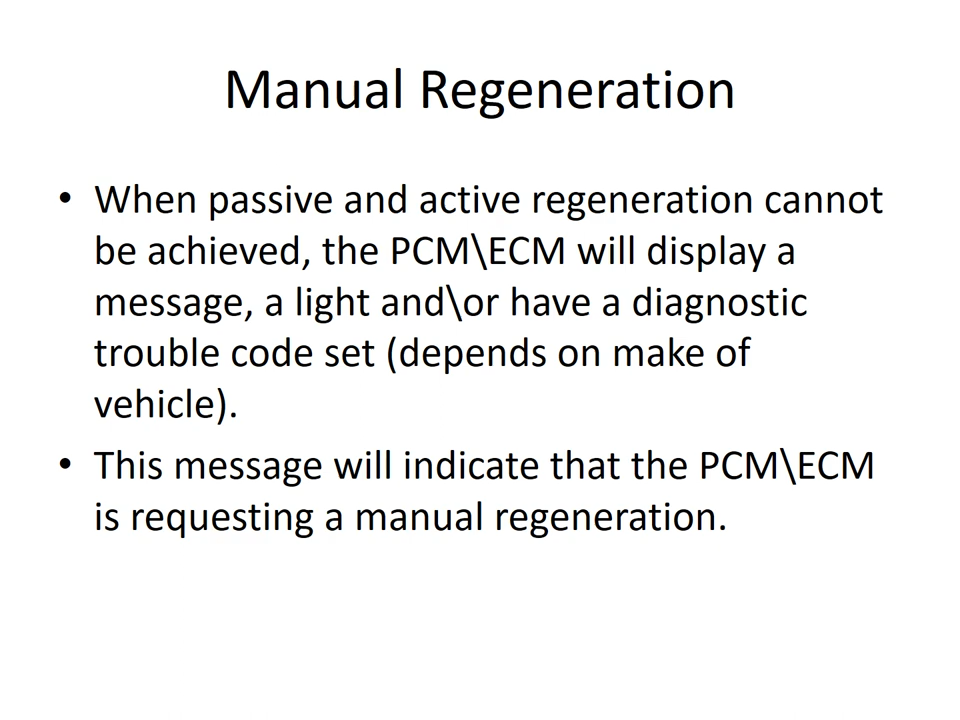 Manual Regeneration
• When passive and active regeneration cannot
be achieved, the PCM\ECM will display a
message, a light and\or have a diagnostic
trouble code set (depends on make of
vehicle).
• This message will indicate that the PCM\ECM
is requesting a manual regeneration.